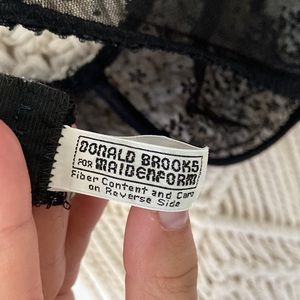 DONALD BROOKS
FOR MAIDENFORM
Fiber Content and Care
on Reverse Side